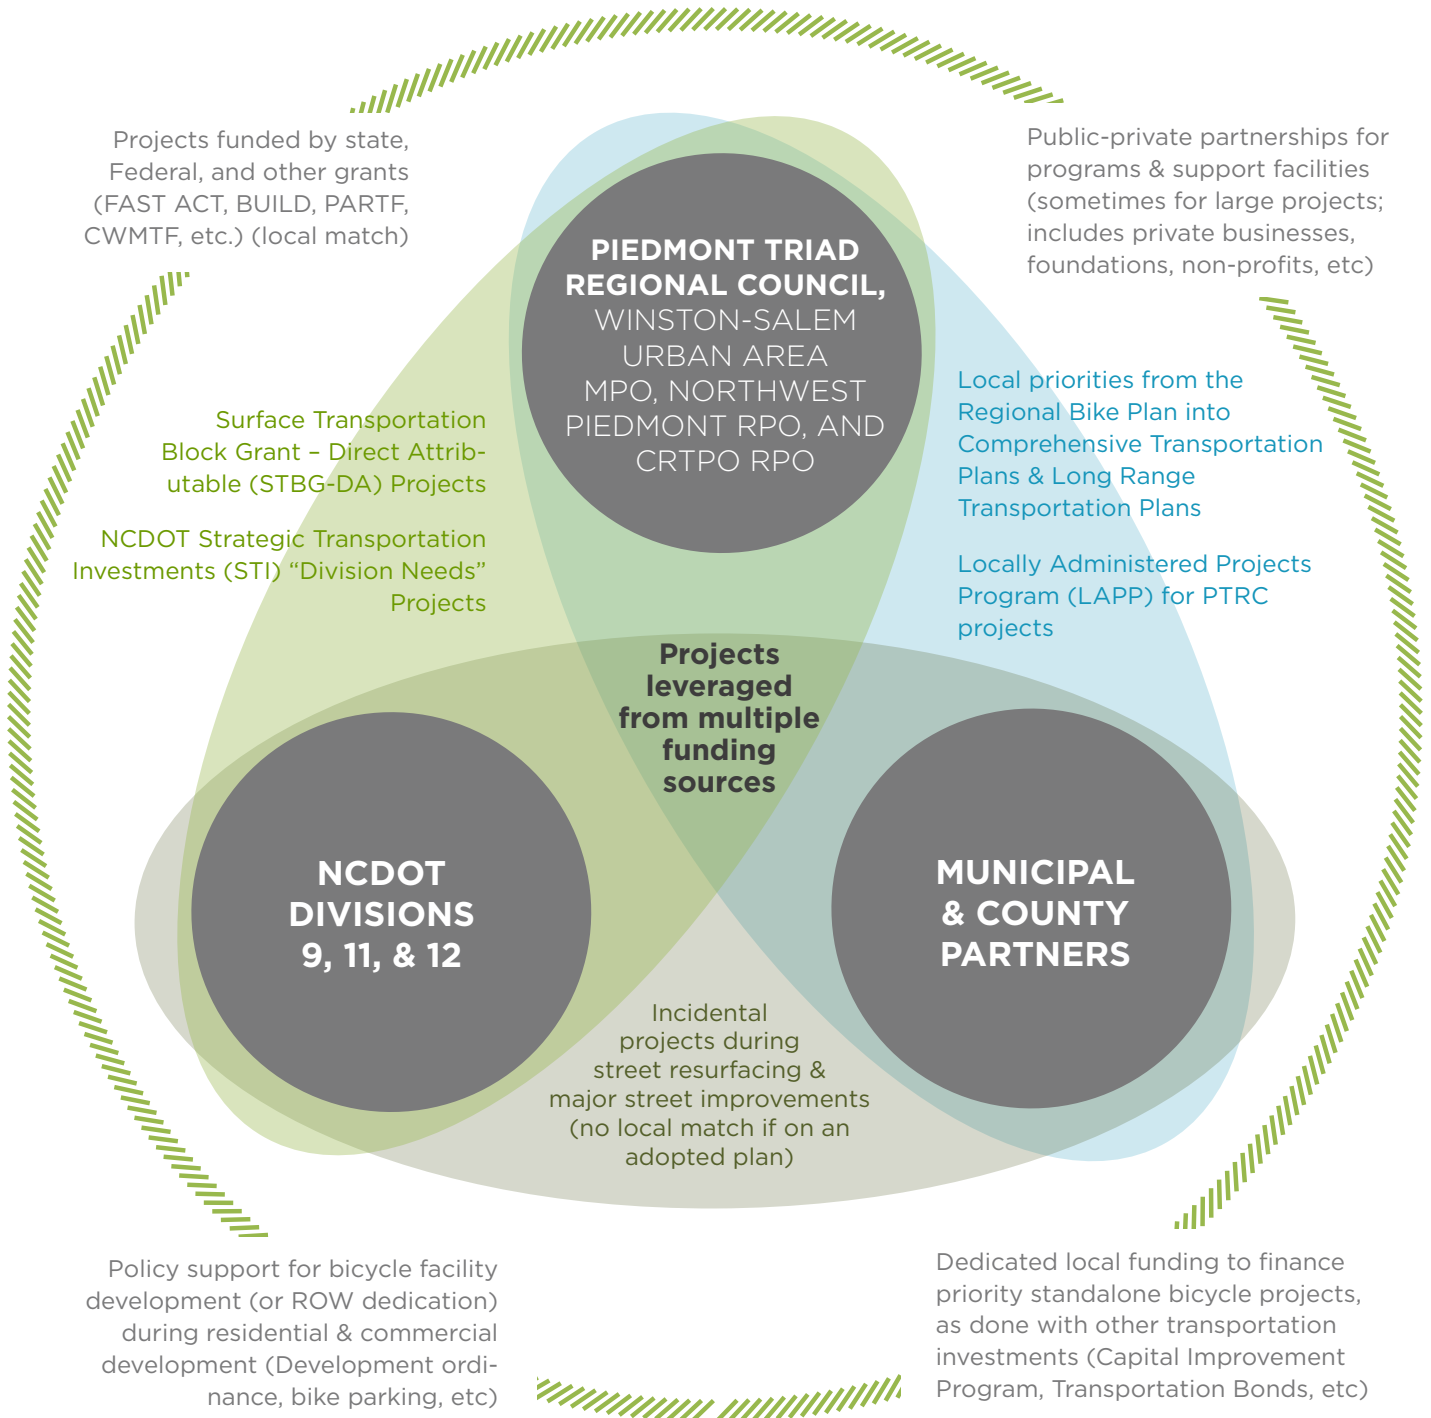 Projects funded by state,
Federal, and other grants
(FAST ACT, BUILD, PARTF,
CWMTF, etc.) (local match)
Public-private partnerships for
programs & support facilities
(sometimes for large projects;
includes private businesses,
foundations, non-profits, etc)
PIEDMONT TRIAD
REGIONAL COUNCIL,
WINSTON-SALEM
URBAN AREA
MPO, NORTHWEST
PIEDMONT RPO, AND
CRTPO RPO
Surface Transportation
Block Grant – Direct Attrib-
utable (STBG-DA) Projects
NCDOT Strategic Transportation
Investments (STI) “Division Needs”
Projects
Local priorities from the
Regional Bike Plan into
Comprehensive Transportation
Plans & Long Range
Transportation Plans
Locally Administered Projects
Program (LAPP) for PTRC
projects
Projects
leveraged
from multiple
funding
sources
NCDOT
DIVISIONS
9, 11, & 12
MUNICIPAL
& COUNTY
PARTNERS
Incidental
projects during
street resurfacing &
major street improvements
(no local match if on an
adopted plan)
Policy support for bicycle facility
development (or ROW dedication)
during residential & commercial
development (Development ordi-
nance, bike parking, etc)
Dedicated local funding to finance
priority standalone bicycle projects,
as done with other transportation
investments (Capital Improvement
Program, Transportation Bonds, etc)